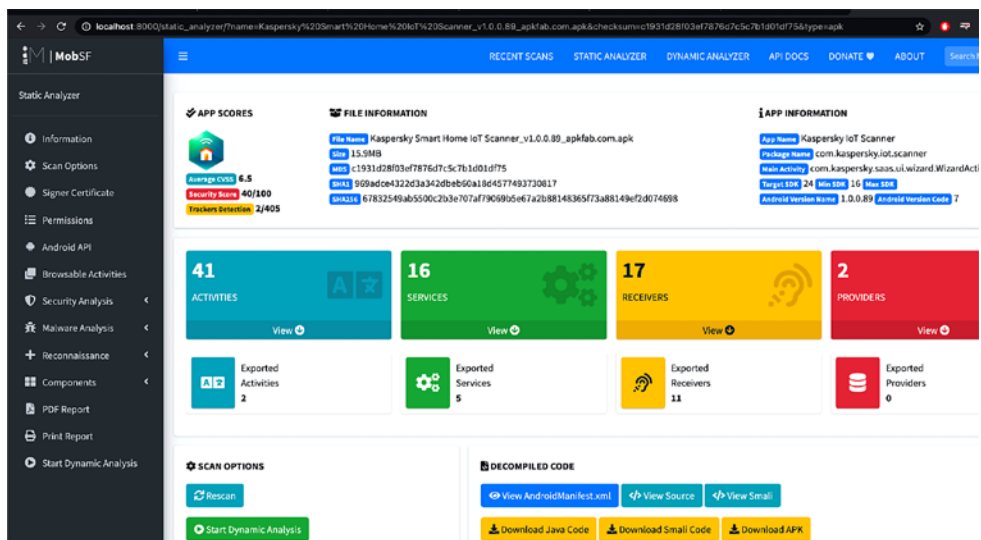 localhost:8000/static_analyzer/?name=Kaspersky%20Smart%20Home%20IoT%20Scanner_v1.0.0.89_apkfab.com.apk&checksum=c1931d28f03ef7876d7c5c7b1d01df75&type=apk
MobSF
RECENT SCANS STATIC ANALYZER DYNAMIC ANALYZER API DOCS DONATE ABOUT Search
Static Analyzer
Information
Scan Options
Signer Certificate
Permissions
Android API
Browsable Activities
Security Analysis
Malware Analysis
Reconnaissance
Components
PDF Report
Print Report
Start Dynamic Analysis
APP SCORES
Average CVSS 6.5
Security Score 40/100
Trackers Detection 2/405
FILE INFORMATION
File Name Kaspersky Smart Home IoT Scanner_v1.0.0.89_apkfab.com.apk
Size 15.9MB
MD5 c1931d28f03ef7876d7c5c7b1d01df75
SHA1 969adce4322d3a342dbeb60a18d4577493730817
SHA256 67832549ab5500c2b3e707af79069b5e67a2b88148365f73a88149ef2d074698
APP INFORMATION
App Name Kaspersky IoT Scanner
Package Name com.kaspersky.iot.scanner
Main Activity com.kaspersky.saas.ui.wizard.WizardActi
Target SDK 24 Min SDK 16 Max SDK
Android Version Name 1.0.0.89 Android Version Code 7
41
ACTIVITIES
View
16
SERVICES
View
17
RECEIVERS
View
2
PROVIDERS
View
Exported
Activities
2
Exported
Services
5
Exported
Receivers
11
Exported
Providers
0
SCAN OPTIONS
Rescan
Start Dynamic Analysis
DECOMPILED CODE
View AndroidManifest.xml View Source View Smali
Download Java Code Download Smali Code Download APK